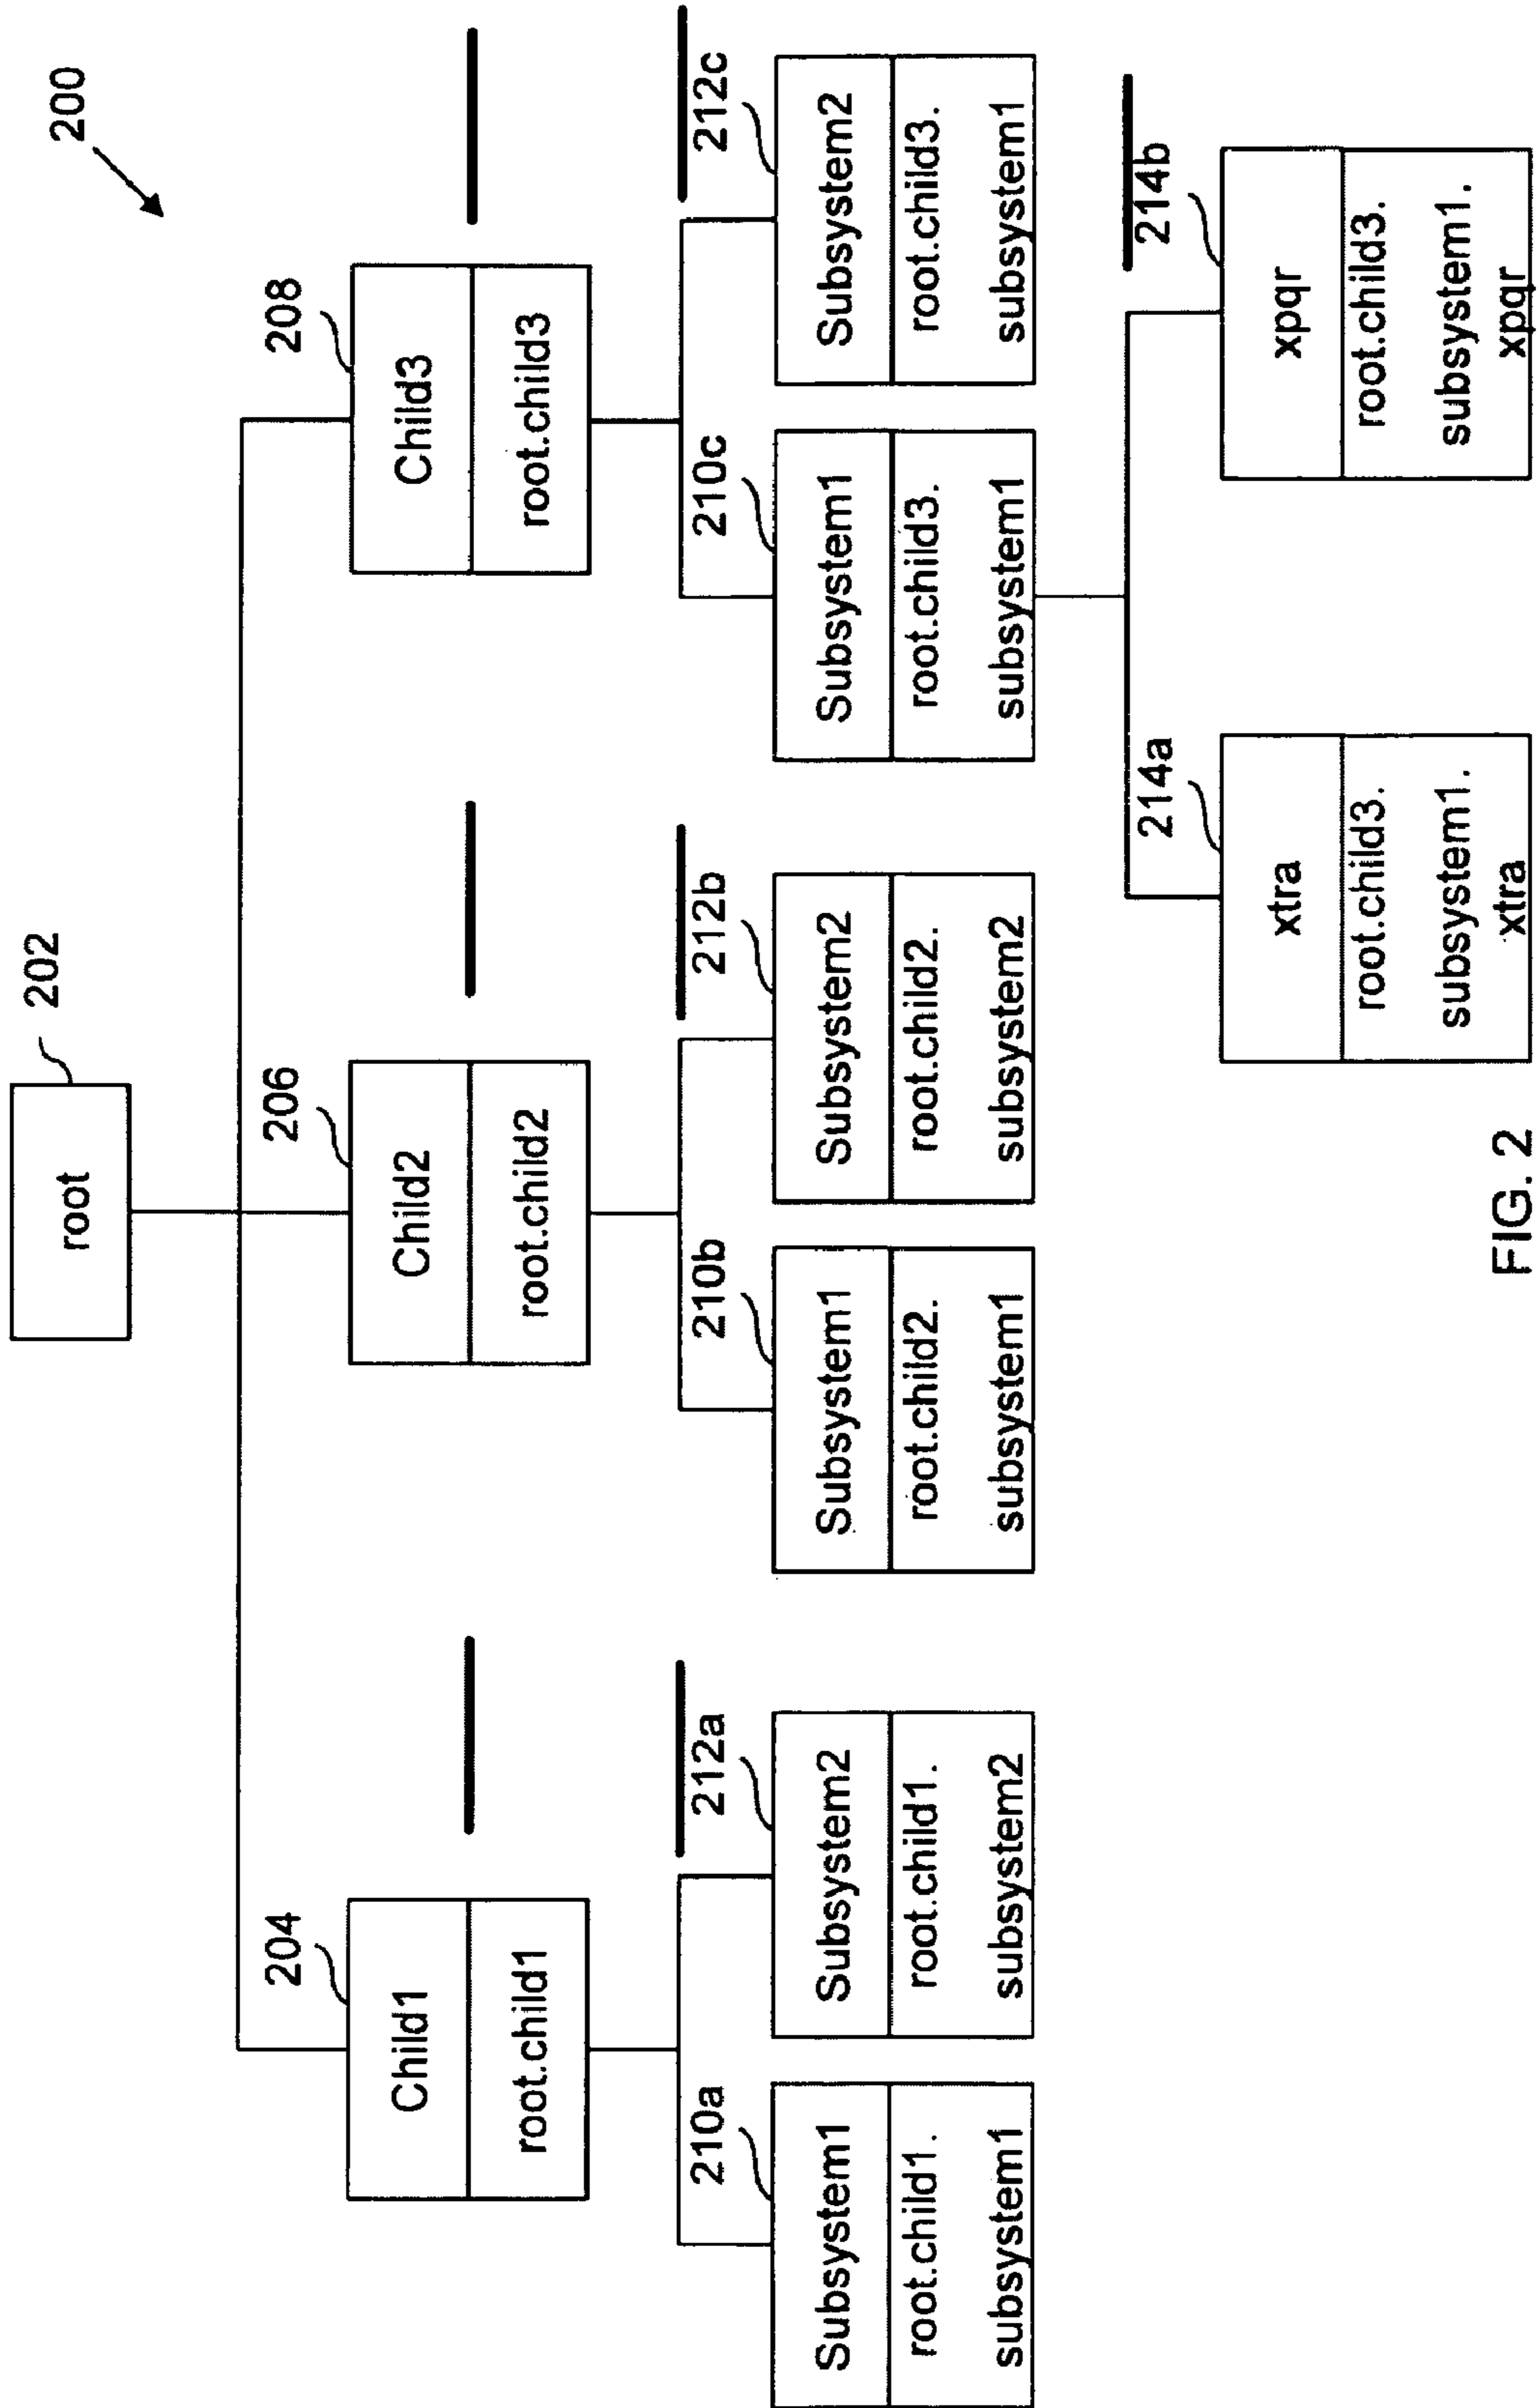 200
root
202
204
Child1
root.child1
206
Child2
root.child2
208
Child3
root.child3
210a
Subsystem1
root.child1.
subsystem1
212a
Subsystem2
root.child1.
subsystem2
210b
Subsystem1
root.child2.
subsystem1
212b
Subsystem2
root.child2.
subsystem2
210c
Subsystem1
root.child3.
subsystem1
212c
Subsystem2
root.child3.
subsystem1
214a
xtra
root.child3.
subsystem1.
xtra
214b
xpqr
root.child3.
subsystem1.
xpqr
FIG. 2